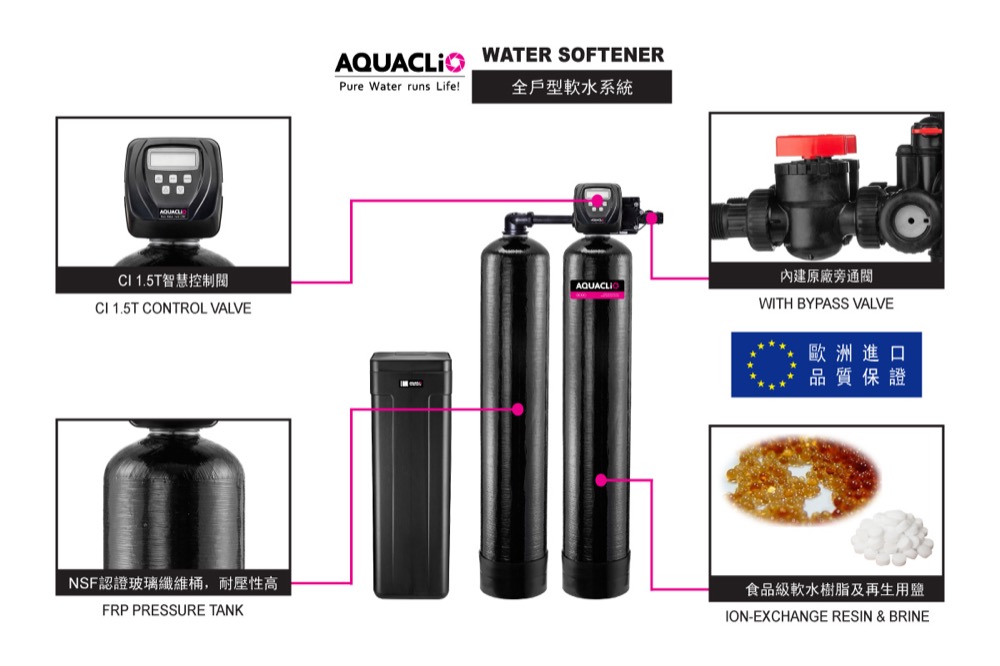 AQUACLiO
Pure Water runs Life!
WATER SOFTENER
全戶型軟水系統
AQUACLiO
CI 1.5T智慧控制閥
CI 1.5T CONTROL VALVE
內建原廠旁通閥
WITH BYPASS VALVE
AQUACLiO
歐洲進口
品質保證
NSF認證玻璃纖維桶，耐壓性高
FRP PRESSURE TANK
食品級軟水樹脂及再生用鹽
ION-EXCHANGE RESIN & BRINE